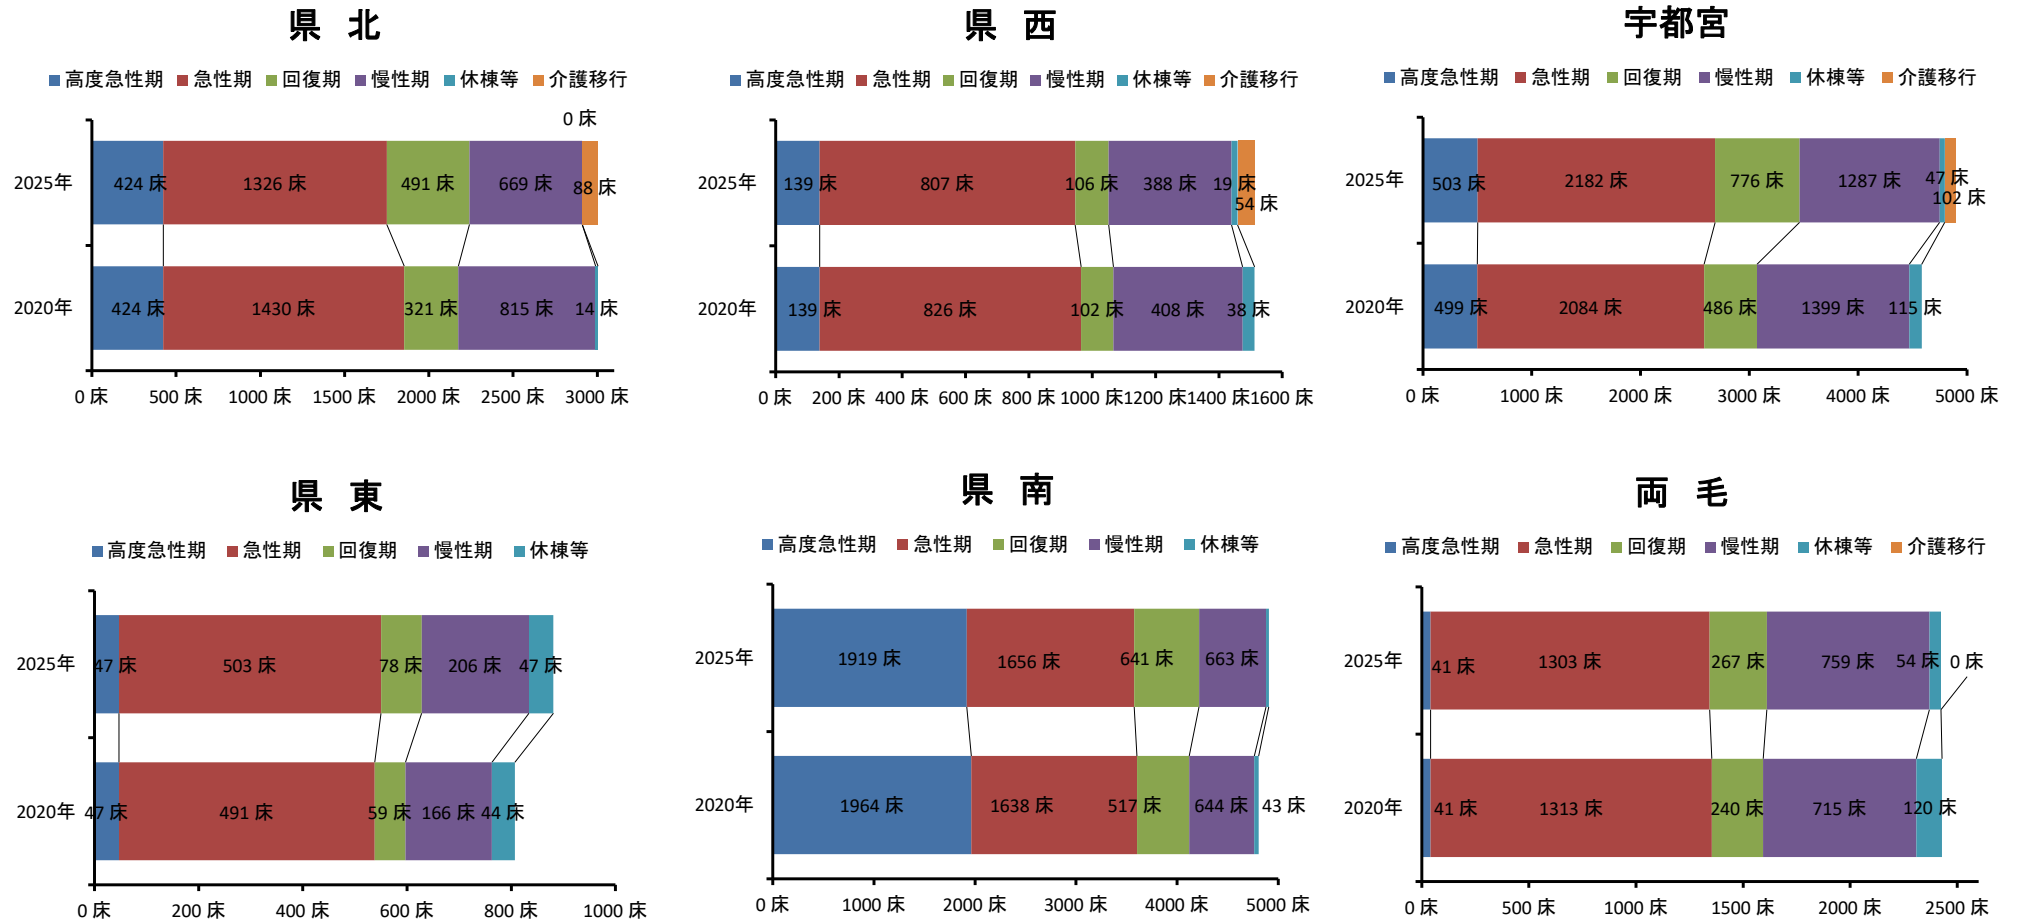 県 北
高度急性期 急性期 回復期 慢性期 休棟等 介護移行
0 床
2025年 424 床 1326 床 491 床 669 床 88 床
2020年 424 床 1430 床 321 床 815 床 14 床
0 床 500 床 1000 床 1500 床 2000 床 2500 床 3000 床
県 西
高度急性期 急性期 回復期 慢性期 休棟等 介護移行
2025年 139 床 807 床 106 床 388 床 19 床
54 床
2020年 139 床 826 床 102 床 408 床 38 床
0 床 200 床 400 床 600 床 800 床 1000床 1200床 1400床 1600床
宇都宮
高度急性期 急性期 回復期 慢性期 休棟等 介護移行
2025年 503 床 2182 床 776 床 1287 床 47 床
102 床
2020年 499 床 2084 床 486 床 1399 床 115 床
0 床 1000 床 2000 床 3000 床 4000 床 5000 床
県 東
高度急性期 急性期 回復期 慢性期 休棟等
2025年 47 床 503 床 78 床 206 床 47 床
2020年 47 床 491 床 59 床 166 床 44 床
0 床 200 床 400 床 600 床 800 床 1000 床
県 南
高度急性期 急性期 回復期 慢性期 休棟等
2025年 1919 床 1656 床 641 床 663 床
2020年 1964 床 1638 床 517 床 644 床 43 床
0 床 1000 床 2000 床 3000 床 4000 床 5000 床
両 毛
高度急性期 急性期 回復期 慢性期 休棟等 介護移行
2025年 41 床 1303 床 267 床 759 床 54 床 0 床
2020年 41 床 1313 床 240 床 715 床 120 床
0 床 500 床 1000 床 1500 床 2000 床 2500 床